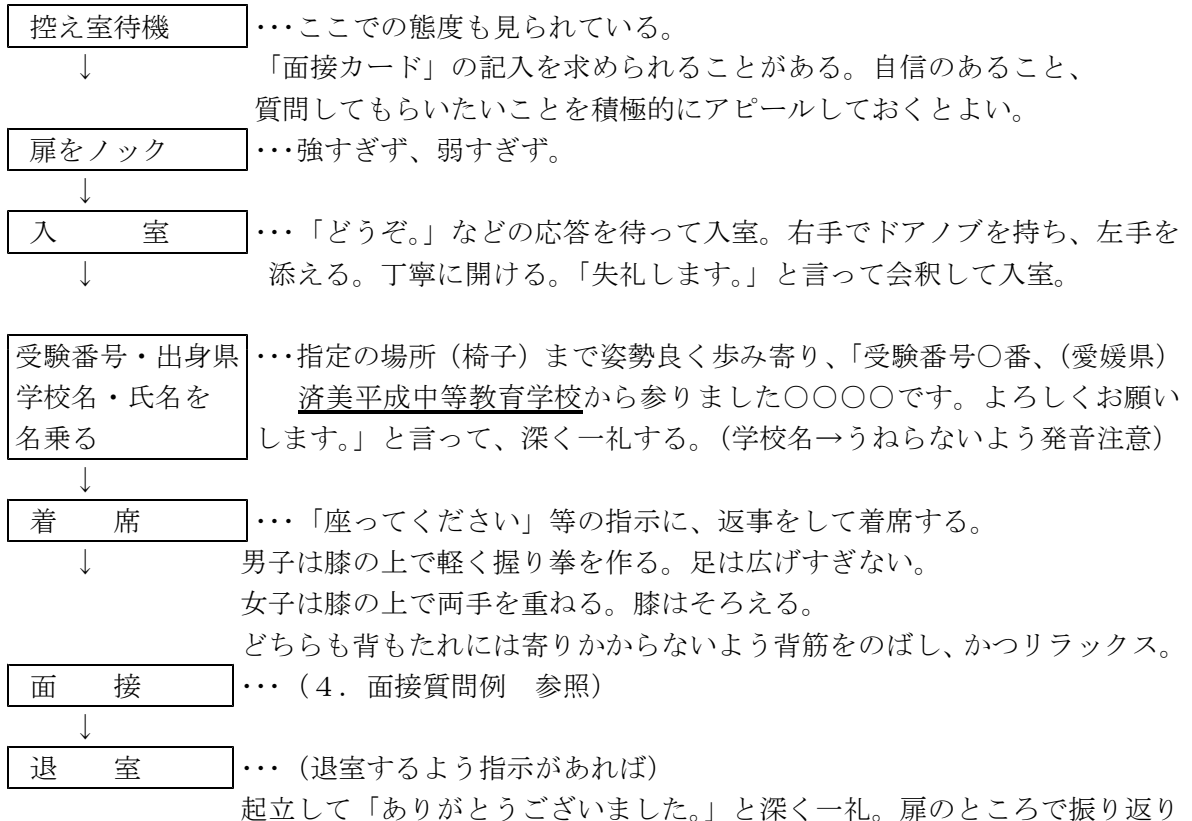 控え室待機 ･･･ここでの態度も見られている。
↓ 「面接カード」の記入を求められることがある。自信のあること、
質問してもらいたいことを積極的にアピールしておくとよい。
扉をノック ･･･強すぎず、弱すぎず。
↓
入　　室 ･･･「どうぞ。」などの応答を待って入室。右手でドアノブを持ち、左手を
↓ 添える。丁寧に開ける。「失礼します。」と言って会釈して入室。
受験番号・出身県 ･･･指定の場所（椅子）まで姿勢良く歩み寄り、「受験番号○番、（愛媛県）
学校名・氏名を 済美平成中等教育学校から参りました○○○○です。よろしくお願い
名乗る します。」と言って、深く一礼する。（学校名→うねらないよう発音注意）
↓
着　　席 ･･･「座ってください」等の指示に、返事をして着席する。
↓ 男子は膝の上で軽く握り拳を作る。足は広げすぎない。
女子は膝の上で両手を重ねる。膝はそろえる。
どちらも背もたれには寄りかからないよう背筋をのばし、かつリラックス。
面　　接 ･･･（４．面接質問例　参照）
↓
退　　室 ･･･（退室するよう指示があれば）
起立して「ありがとうございました。」と深く一礼。扉のところで振り返り